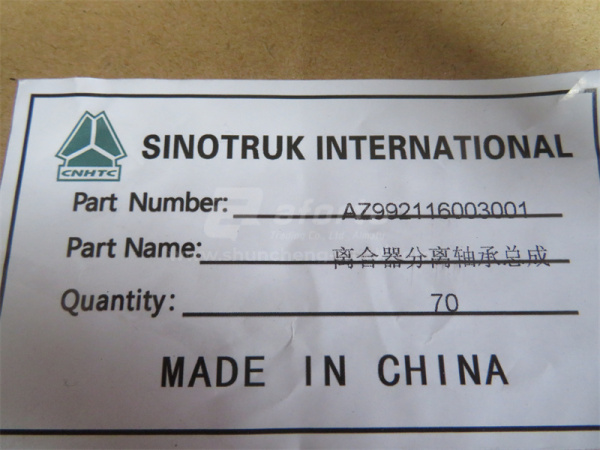 SINOTRUK INTERNATIONAL
CNHTC
Part Number: AZ992116003001
Part Name: 离合器分离轴承总成
Quantity: 70
MADE IN CHINA